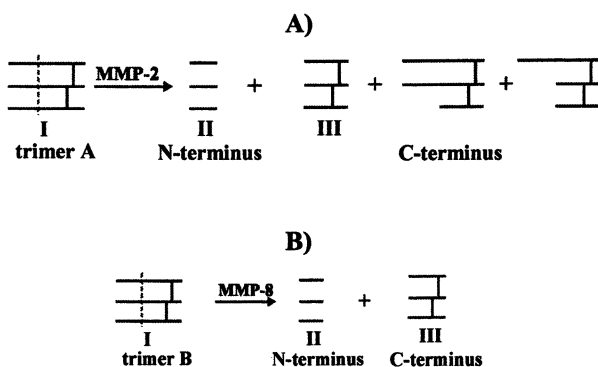 A)
MMP-2
+ + +
I II III
trimer A N-terminus C-terminus
B)
MMP-8
+
I II III
trimer B N-terminus C-terminus